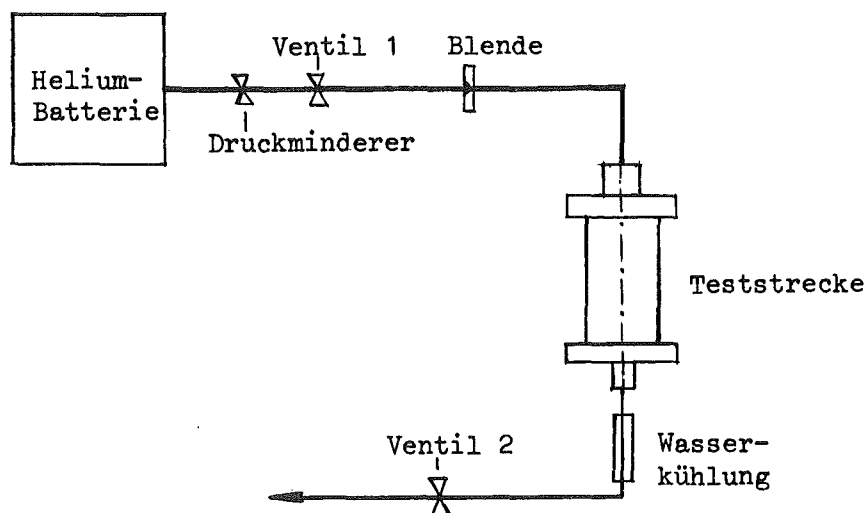 Helium-
Batterie
Ventil 1
Blende
Druckminderer
Teststrecke
Ventil 2
Wasser-
kühlung